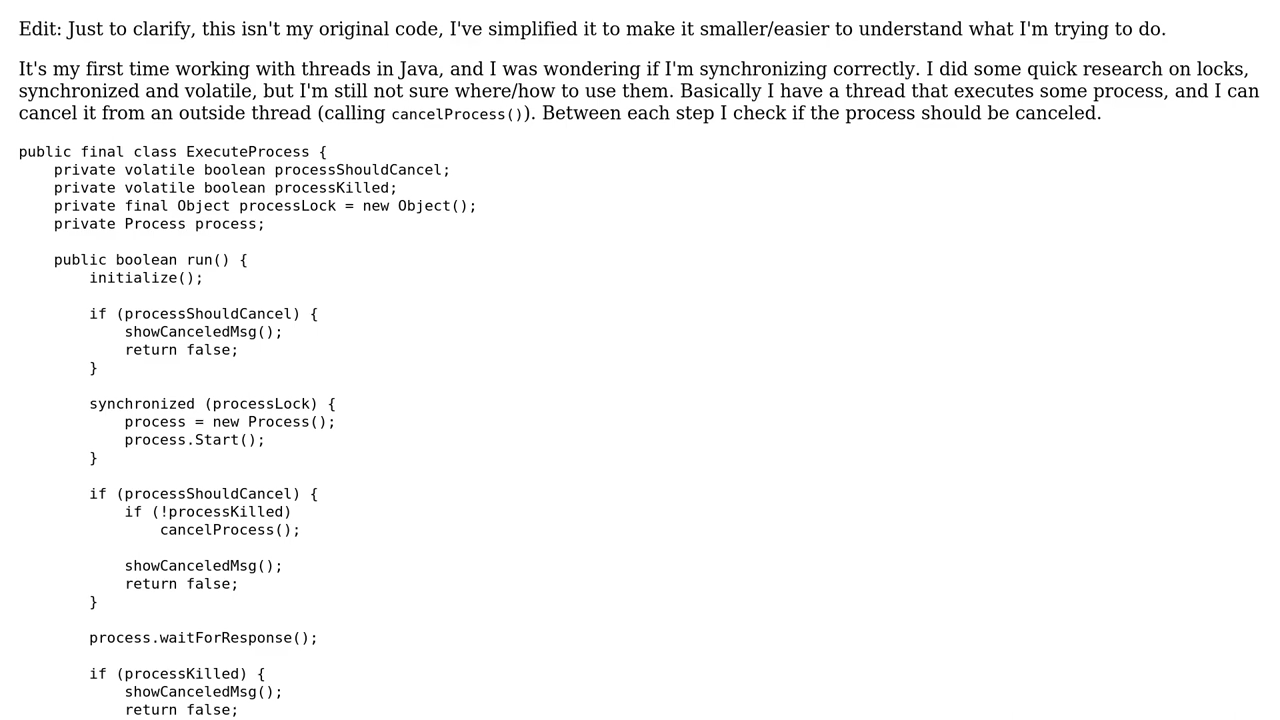 Edit: Just to clarify, this isn't my original code, I've simplified it to make it smaller/easier to understand what I'm trying to do.
It's my first time working with threads in Java, and I was wondering if I'm synchronizing correctly. I did some quick research on locks,
synchronized and volatile, but I'm still not sure where/how to use them. Basically I have a thread that executes some process, and I can
cancel it from an outside thread (calling cancelProcess()). Between each step I check if the process should be canceled.
public final class ExecuteProcess {
    private volatile boolean processShouldCancel;
    private volatile boolean processKilled;
    private final Object processLock = new Object();
    private Process process;

    public boolean run() {
        initialize();

        if (processShouldCancel) {
            showCanceledMsg();
            return false;
        }

        synchronized (processLock) {
            process = new Process();
            process.Start();
        }

        if (processShouldCancel) {
            if (!processKilled)
                cancelProcess();

            showCanceledMsg();
            return false;
        }

        process.waitForResponse();

        if (processKilled) {
            showCanceledMsg();
            return false;